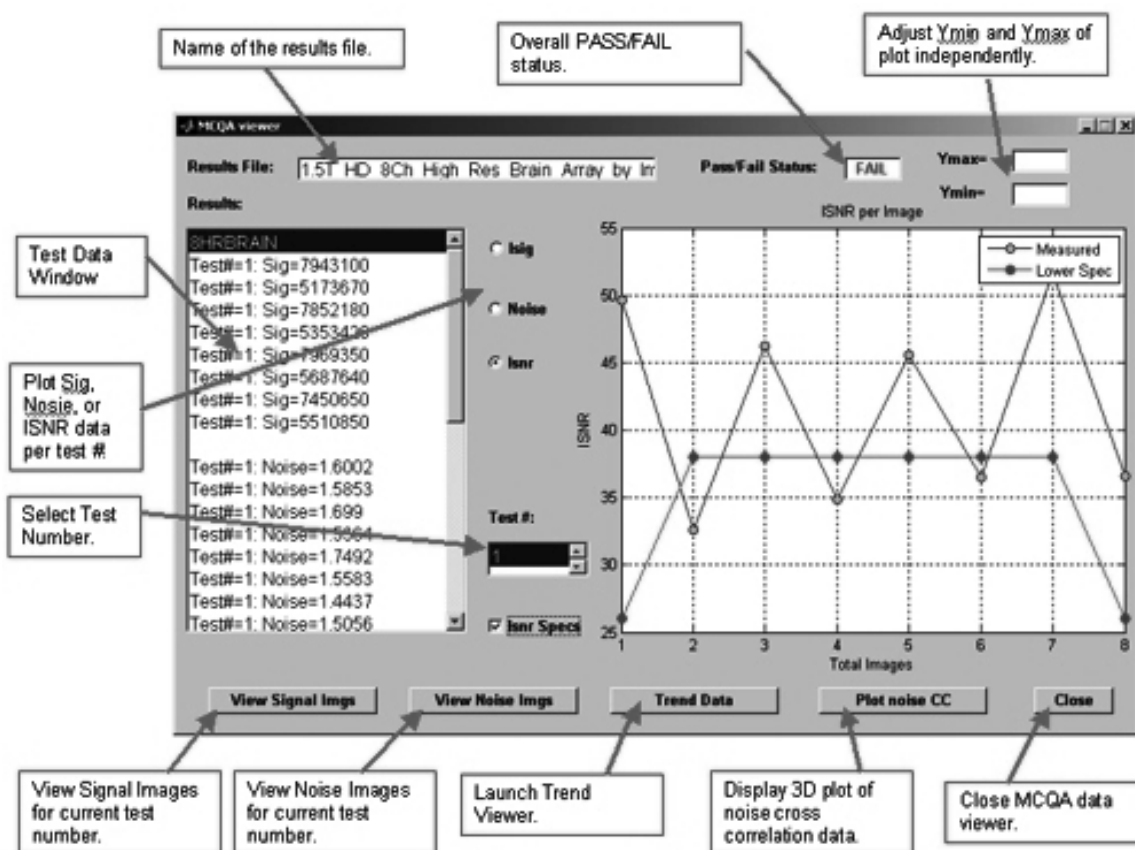 Name of the results file.
Overall PASS/FAIL
status.
Adjust Ymin and Ymax of
plot independently.
MCQA viewer
Results File:
1.5T HD 8Ch High Res Brain Array by Im
Pass/Fail Status:
FAIL
Ymax=
Ymin=
Results:
8HRBRAIN
Test#=1: Sig=7943100
Test#=1: Sig=5173670
Test#=1: Sig=7852180
Test#=1: Sig=5353420
Test#=1: Sig=7969350
Test#=1: Sig=5687640
Test#=1: Sig=7450650
Test#=1: Sig=5510850
Test#=1: Noise=1.6002
Test#=1: Noise=1.5853
Test#=1: Noise=1.699
Test#=1: Noise=1.5364
Test#=1: Noise=1.7492
Test#=1: Noise=1.5583
Test#=1: Noise=1.4437
Test#=1: Noise=1.5056
Test Data
Window
Plot Sig,
Nosie, or
ISNR data
per test #.
Select Test
Number.
Isig
Noise
Isnr
Test #:
1
Isnr Specs
ISNR per Image
Measured
Lower Spec
ISNR
55
50
45
40
35
30
25
1 2 3 4 5 6 7 8
Total Images
View Signal Imgs
View Noise Imgs
Trend Data
Plot noise CC
Close
View Signal Images
for current test
number.
View Noise Images
for current test
number.
Launch Trend
Viewer.
Display 3D plot of
noise cross
correlation data.
Close MCQA data
viewer.